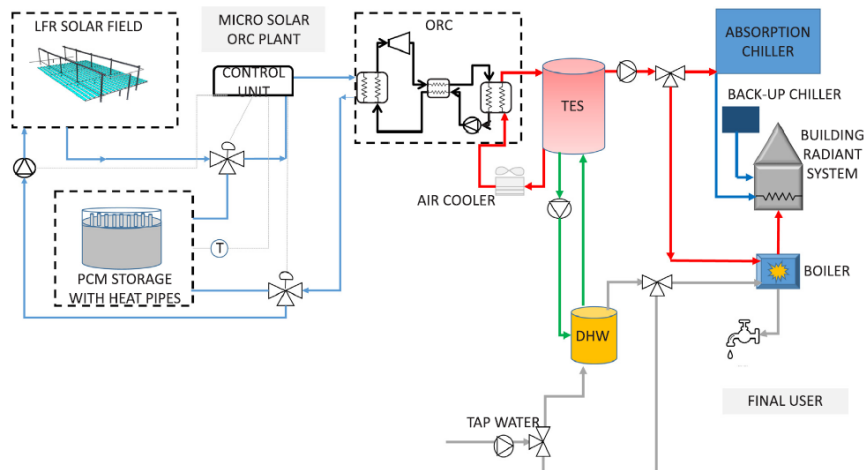 LFR SOLAR FIELD
MICRO SOLAR
ORC PLANT
ORC
CONTROL
UNIT
TES
ABSORPTION
CHILLER
BACK-UP CHILLER
BUILDING
RADIANT
SYSTEM
AIR COOLER
T
PCM STORAGE
WITH HEAT PIPES
BOILER
DHW
FINAL USER
TAP WATER